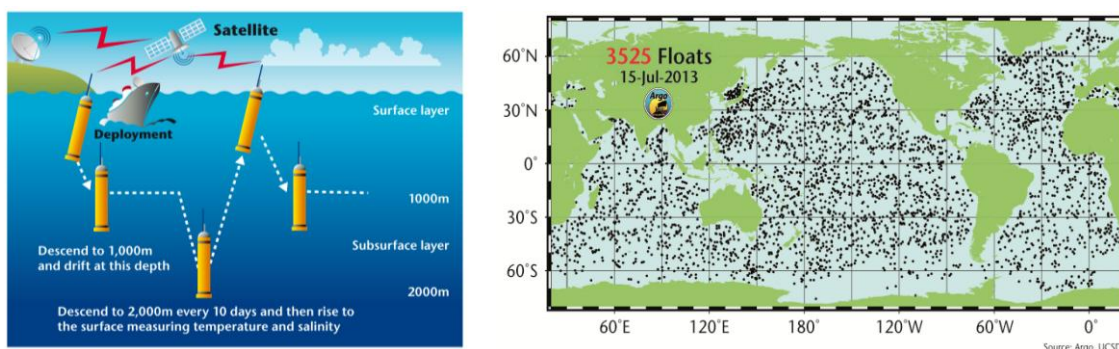 Satellite
Deployment
Surface layer
1000m
Descend to 1,000m
and drift at this depth
Subsurface layer
2000m
Descend to 2,000m every 10 days and then rise to
the surface measuring temperature and salinity
3525 Floats
15-Jul-2013
Argo
60°N
30°N
0°
30°S
60°S
60°E 120°E 180° 120°W 60°W 0°
Source: Argo, UCSD